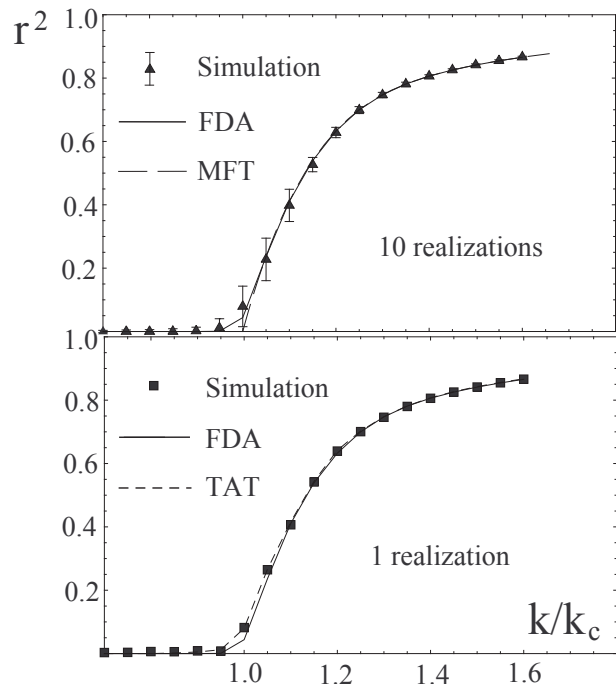 r²
1.0
Simulation
0.8
FDA
0.6
MFT
0.4
10 realizations
0.2
1.0
Simulation
0.8
FDA
0.6
TAT
0.4
1 realization
0.2
k/k_c
1.0 1.2 1.4 1.6